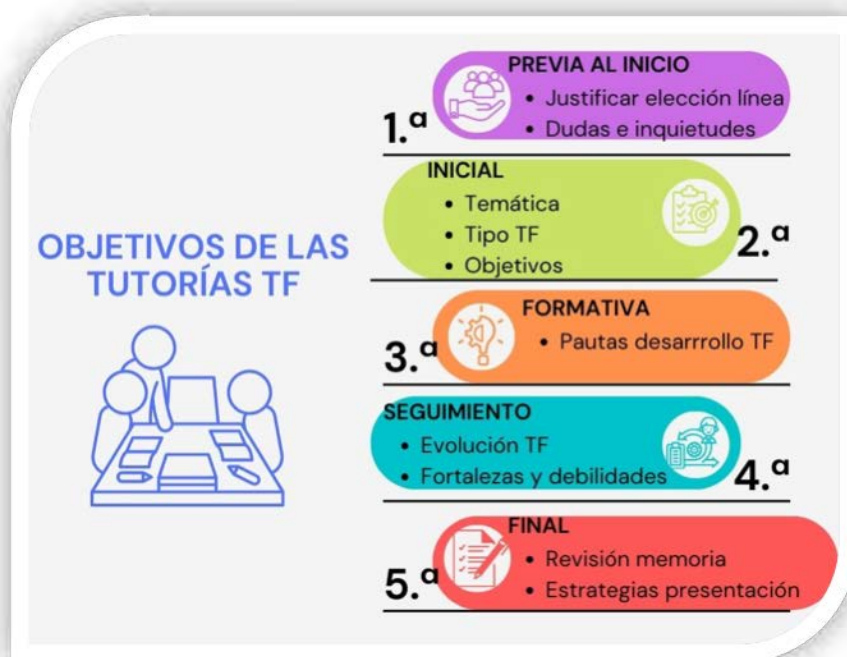 OBJETIVOS DE LAS
TUTORÍAS TF
1.ª
PREVIA AL INICIO
• Justificar elección línea
• Dudas e inquietudes
INICIAL
• Temática
• Tipo TF
• Objetivos
2.ª
3.ª
FORMATIVA
• Pautas desarrrollo TF
SEGUIMIENTO
• Evolución TF
• Fortalezas y debilidades
4.ª
5.ª
FINAL
• Revisión memoria
• Estrategias presentación